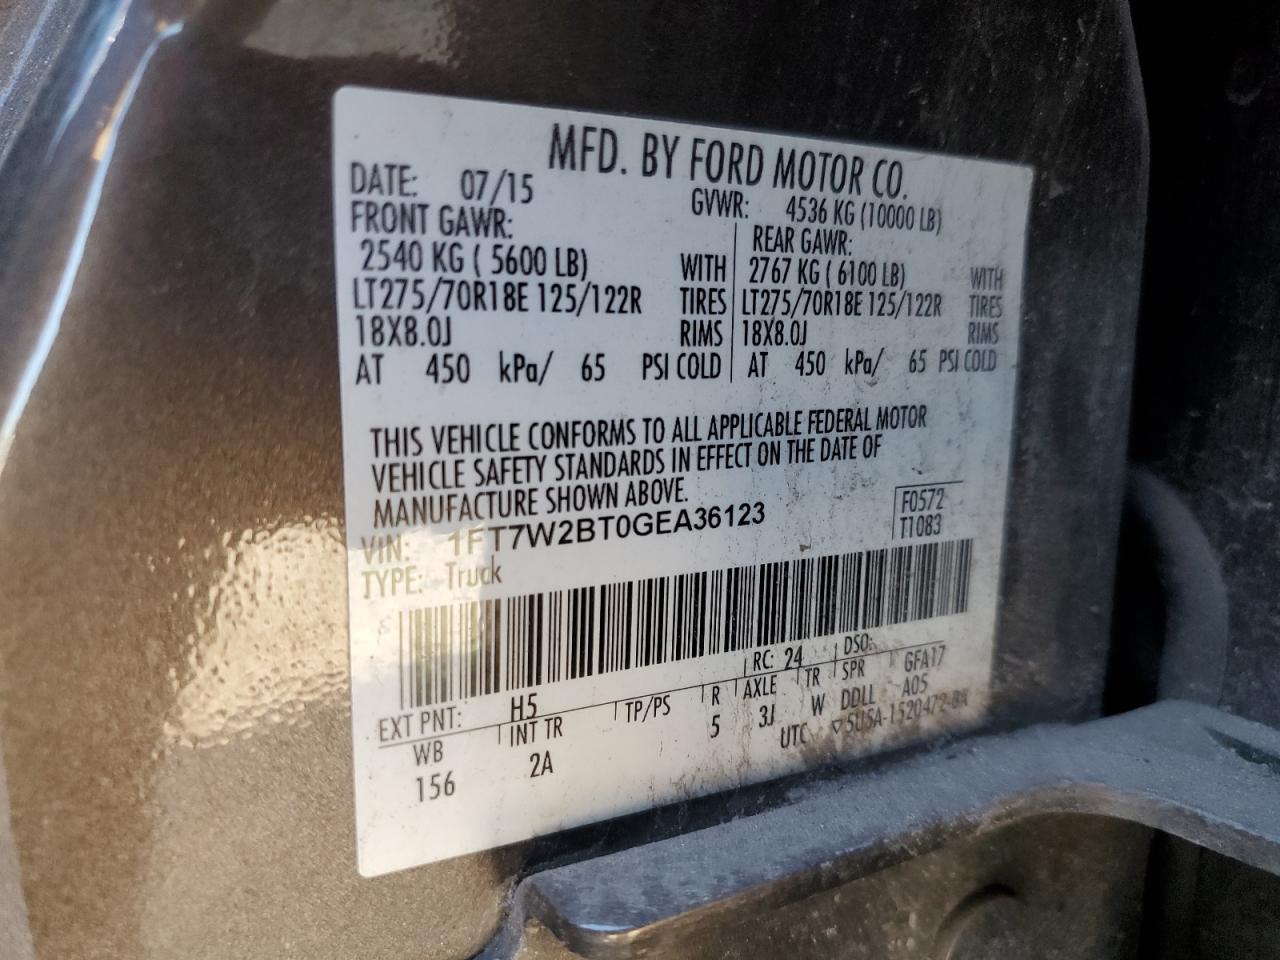 MFD. BY FORD MOTOR CO.
DATE: 07/15 GVWR: 4536 KG (10000 LB)
FRONT GAWR: REAR GAWR:
2540 KG ( 5600 LB) WITH 2767 KG ( 6100 LB) WITH
LT275/70R18E 125/122R TIRES LT275/70R18E 125/122R TIRES
18X8.0J RIMS 18X8.0J RIMS
AT 450 kPa/ 65 PSI COLD AT 450 kPa/ 65 PSI COLD
THIS VEHICLE CONFORMS TO ALL APPLICABLE FEDERAL MOTOR
VEHICLE SAFETY STANDARDS IN EFFECT ON THE DATE OF
MANUFACTURE SHOWN ABOVE.
VIN: 1FT7W2BT0GEA36123 F0572
TYPE: Truck T1083
RC: 24 DSO:
EXT PNT: H5
WB INT TR TP/PS R AXLE TR SPR GFA17
156 2A 5 3J W DDLL A05
UTC ▽5U5A-1520472-BA